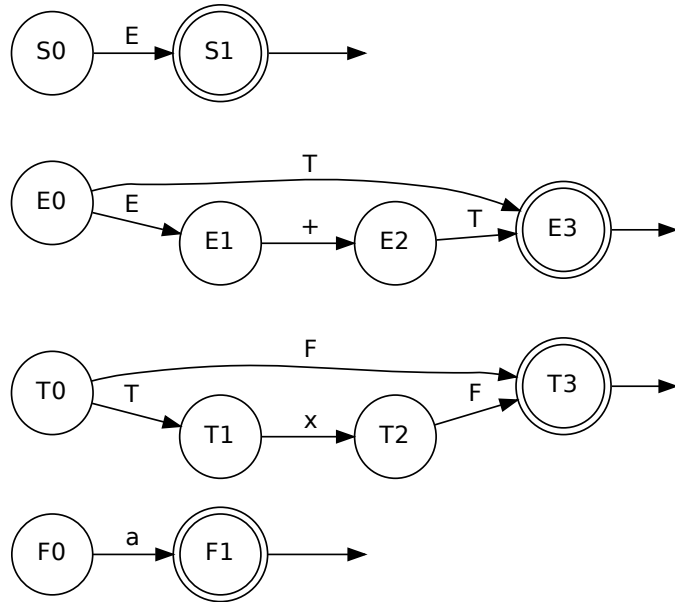 E
S0 S1
T
E0 E E3
E1 + E2 T
F
T0 T T3
T1 x T2 F
F0 a F1